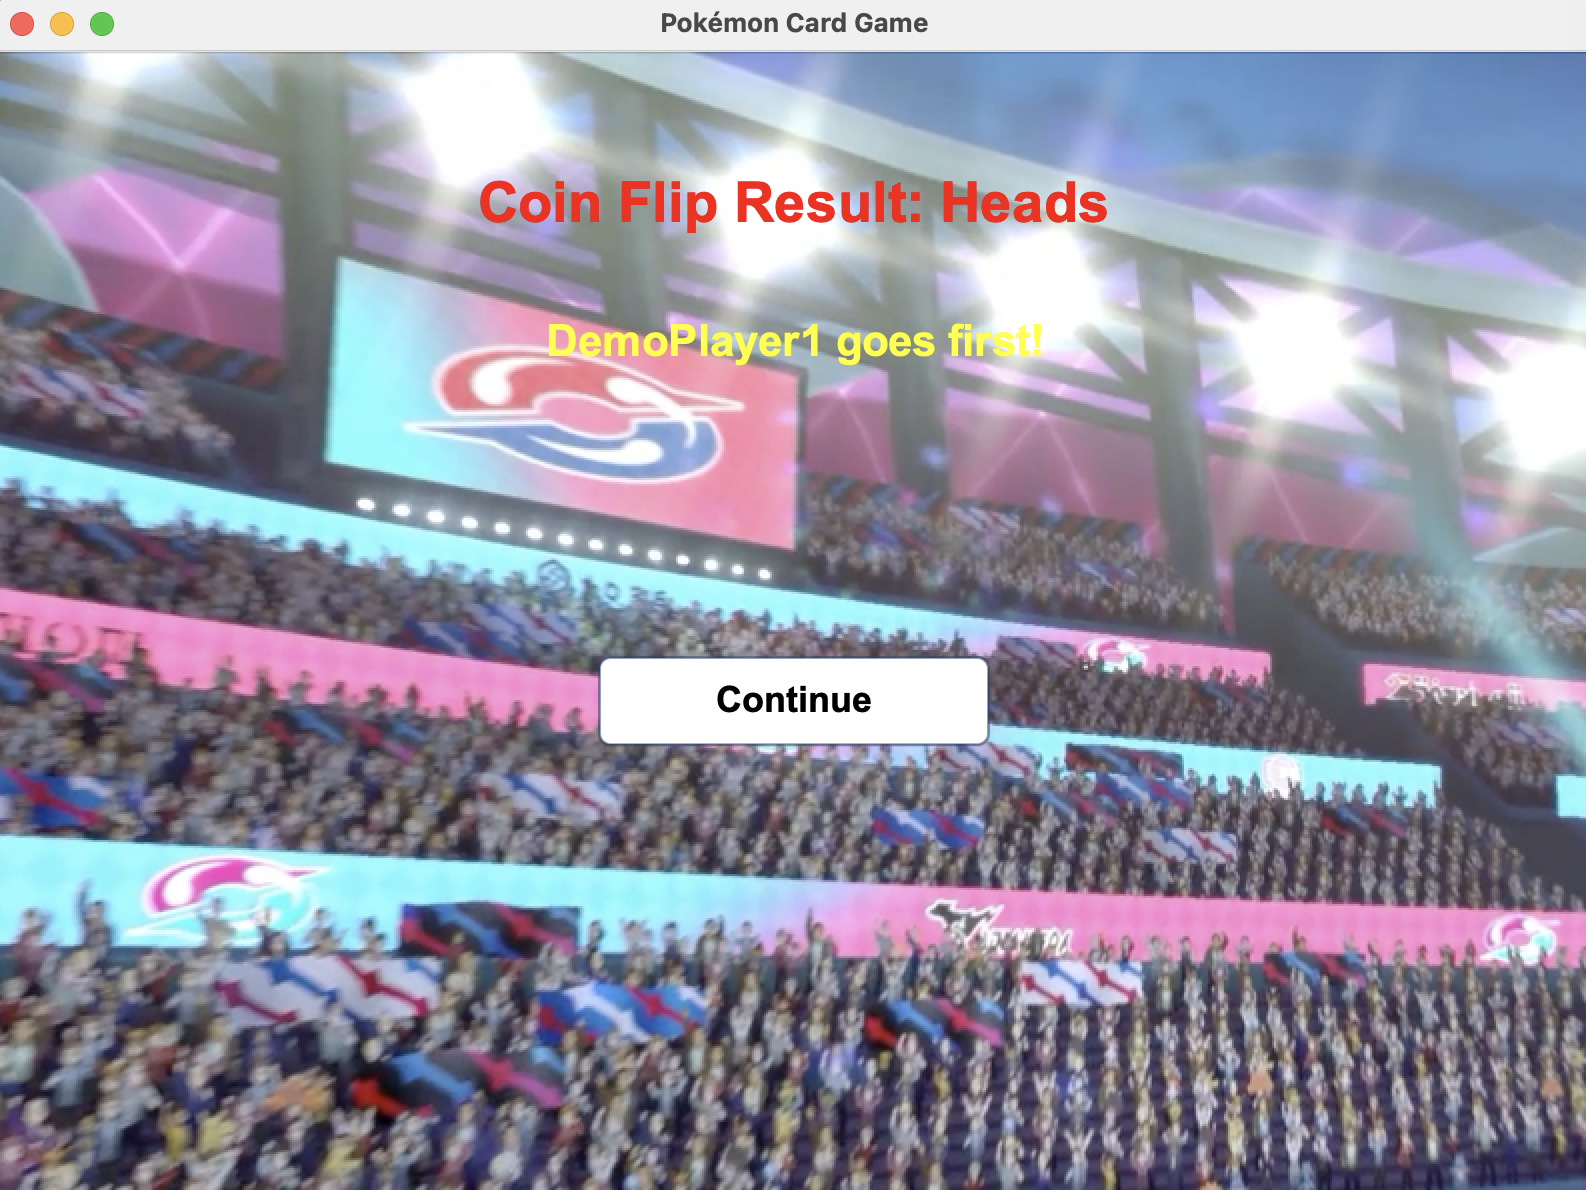 Pokémon Card Game
Coin Flip Result: Heads
DemoPlayer1 goes first!
Continue